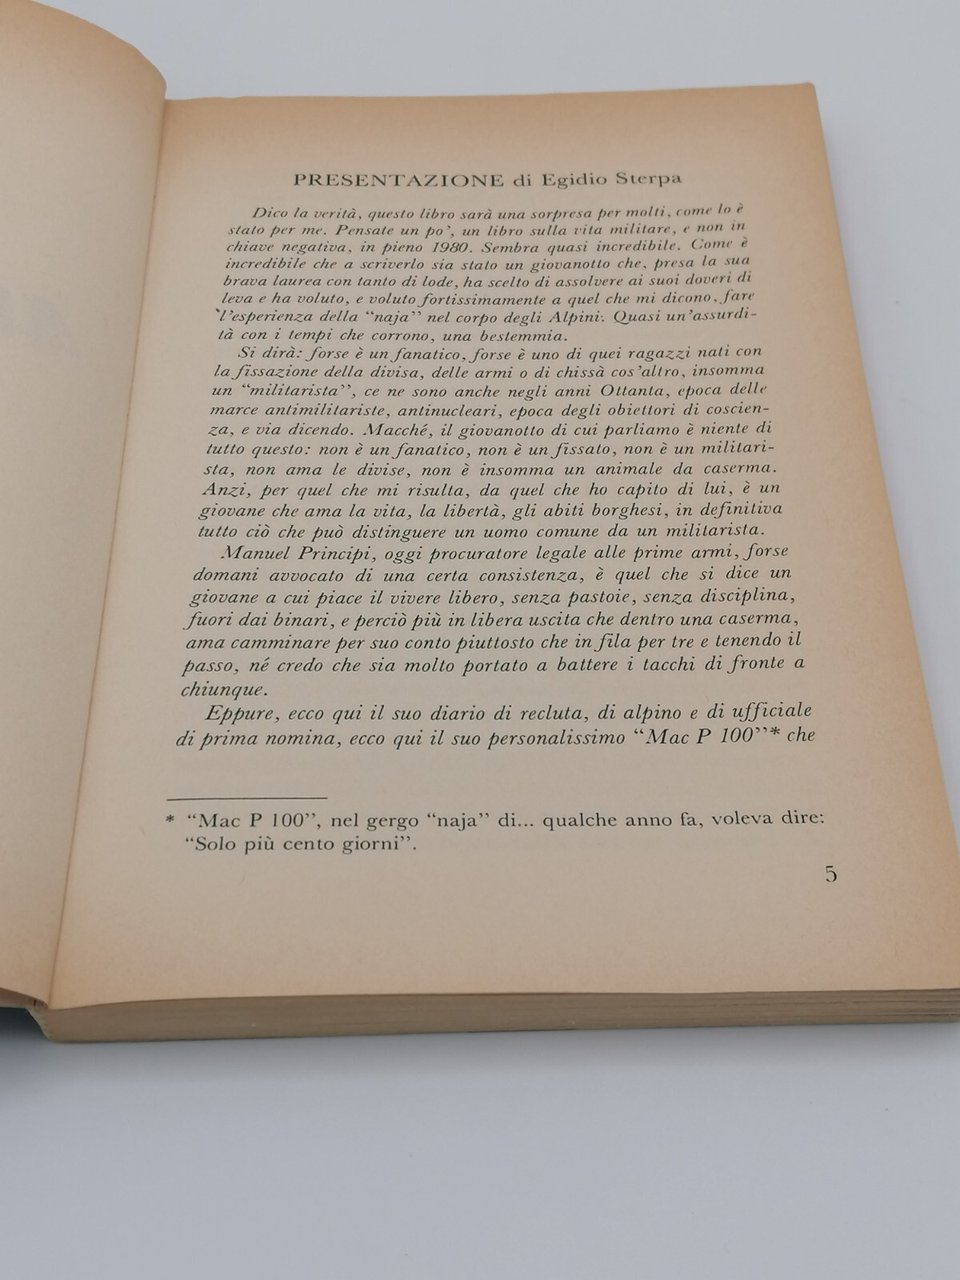 PRESENTAZIONE di Egidio Sterpa
Dico la verità, questo libro sarà una sorpresa per molti, come lo è
stato per me. Pensate un po', un libro sulla vita militare, e non in
chiave negativa, in pieno 1980. Sembra quasi incredibile. Come è
incredibile che a scriverlo sia stato un giovanotto che, presa la sua
brava laurea con tanto di lode, ha scelto di assolvere ai suoi doveri di
leva e ha voluto, e voluto fortissimamente a quel che mi dicono, fare
l'esperienza della “naja” nel corpo degli Alpini. Quasi un'assurdi-
tà con i tempi che corrono, una bestemmia.
Si dirà: forse è un fanatico, forse è uno di quei ragazzi nati con
la fissazione della divisa, delle armi o di chissà cos'altro, insomma
un “militarista”, ce ne sono anche negli anni Ottanta, epoca delle
marce antimilitariste, antinucleari, epoca degli obiettori di coscien-
za, e via dicendo. Macché, il giovanotto di cui parliamo è niente di
tutto questo: non è un fanatico, non è un fissato, non è un militari-
sta, non ama le divise, non è insomma un animale da caserma.
Anzi, per quel che mi risulta, da quel che ho capito di lui, è un
giovane che ama la vita, la libertà, gli abiti borghesi, in definitiva
tutto ciò che può distinguere un uomo comune da un militarista.
Manuel Principi, oggi procuratore legale alle prime armi, forse
domani avvocato di una certa consistenza, è quel che si dice un
giovane a cui piace il vivere libero, senza pastoie, senza disciplina,
fuori dai binari, e perciò più in libera uscita che dentro una caserma,
ama camminare per suo conto piuttosto che in fila per tre e tenendo il
passo, né credo che sia molto portato a battere i tacchi di fronte a
chiunque.
Eppure, ecco qui il suo diario di recluta, di alpino e di ufficiale
di prima nomina, ecco qui il suo personalissimo “Mac P 100”* che
* “Mac P 100”, nel gergo “naja” di... qualche anno fa, voleva dire:
“Solo più cento giorni”.
5